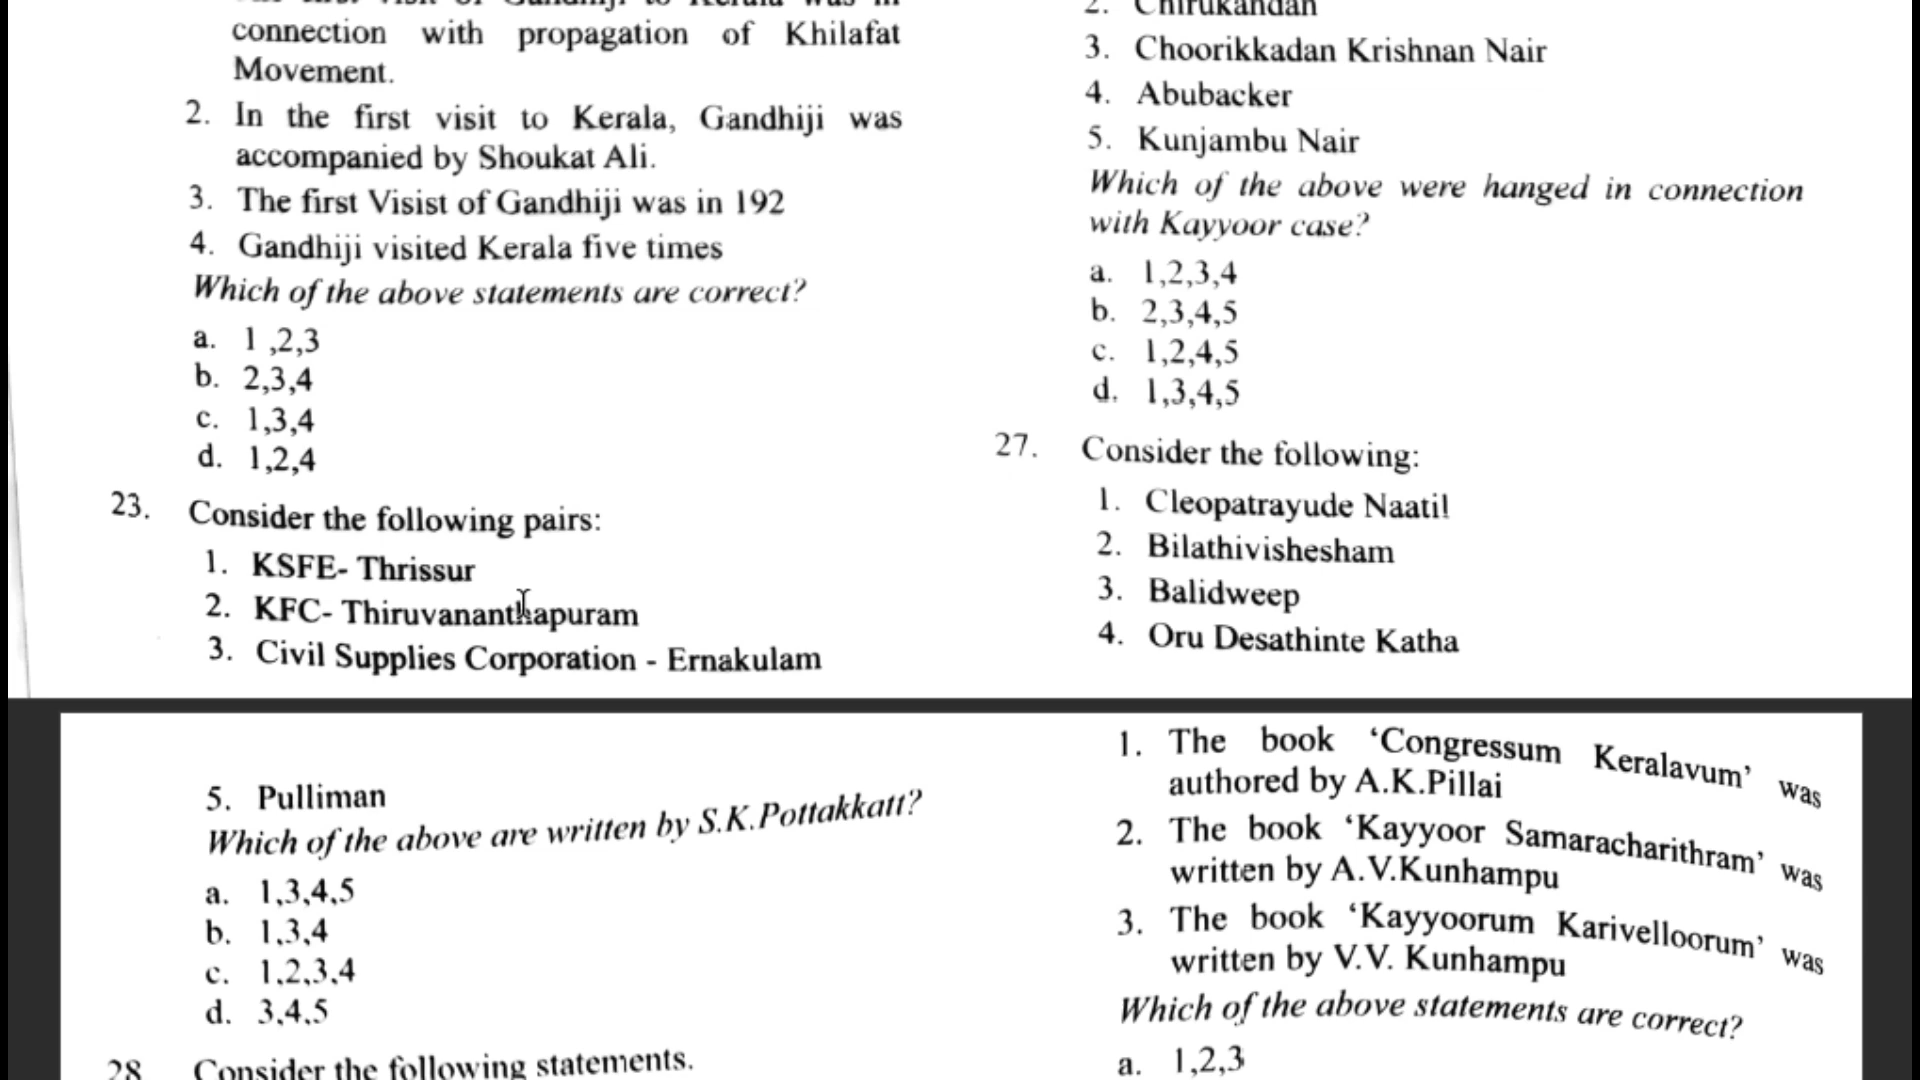 connection with propagation of Khilafat
Movement.
2. In the first visit to Kerala, Gandhiji was
accompanied by Shoukat Ali.
3. The first Visist of Gandhiji was in 192
4. Gandhiji visited Kerala five times
Which of the above statements are correct?
a. 1 ,2,3
b. 2,3,4
c. 1,3,4
d. 1,2,4
23. Consider the following pairs:
1. KSFE- Thrissur
2. KFC- Thiruvananthapuram
3. Civil Supplies Corporation - Ernakulam
2. Chirukandan
3. Choorikkadan Krishnan Nair
4. Abubacker
5. Kunjambu Nair
Which of the above were hanged in connection
with Kayyoor case?
a. 1,2,3,4
b. 2,3,4,5
c. 1,2,4,5
d. 1,3,4,5
27. Consider the following:
1. Cleopatrayude Naatil
2. Bilathivishesham
3. Balidweep
4. Oru Desathinte Katha
5. Pulliman
Which of the above are written by S.K.Pottakkatt?
a. 1,3,4,5
b. 1,3,4
c. 1,2,3,4
d. 3,4,5
28 Consider the following statements.
1. The book ‘Congressum Keralavum’ was
authored by A.K.Pillai
2. The book ‘Kayyoor Samaracharithram’ was
written by A.V.Kunhampu
3. The book ‘Kayyoorum Karivelloorum’ was
written by V.V. Kunhampu
Which of the above statements are correct?
a. 1,2,3